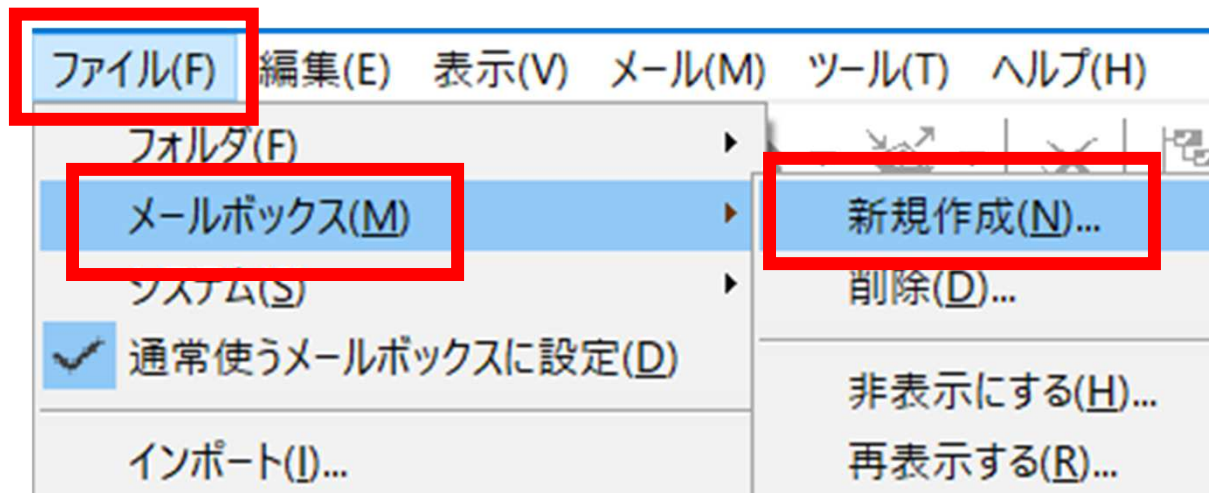 ファイル(F) 編集(E) 表示(V) メール(M) ツール(T) ヘルプ(H)
フォルダ(F)
メールボックス(M) 新規作成(N)...
システム(S) 削除(D)...
通常使うメールボックスに設定(D)
非表示にする(H)...
インポート(I)... 再表示する(R)...